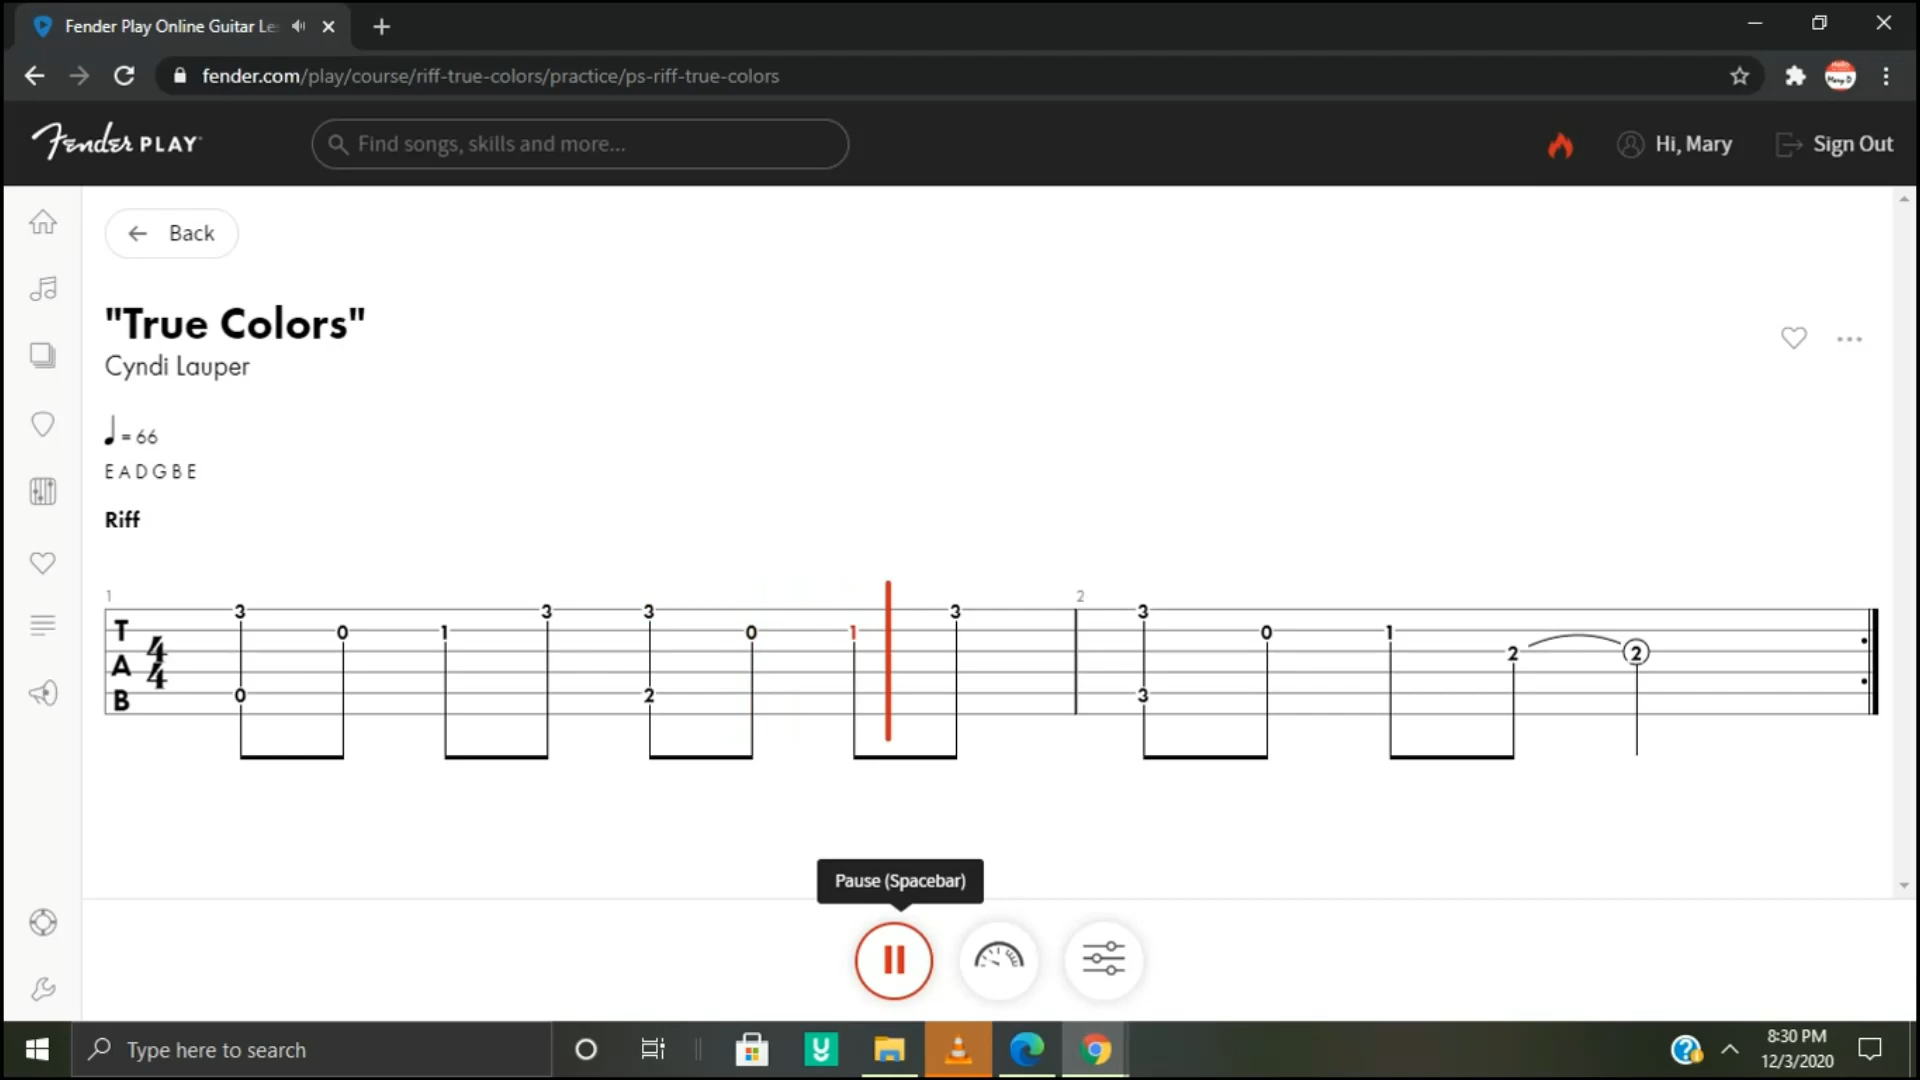 Fender Play Online Guitar Le
fender.com/play/course/riff-true-colors/practice/ps-riff-true-colors
Hello
Mary D
Fender PLAY
Find songs, skills and more...
Hi, Mary
Sign Out
Back
"True Colors"
Cyndi Lauper
= 66
E A D G B E
Riff
1 2
3 3 3 3 3
T 0 1 0 1 0 1
4 2 2
A 4
B 0 2 3
Pause (Spacebar)
Type here to search
8:30 PM
12/3/2020